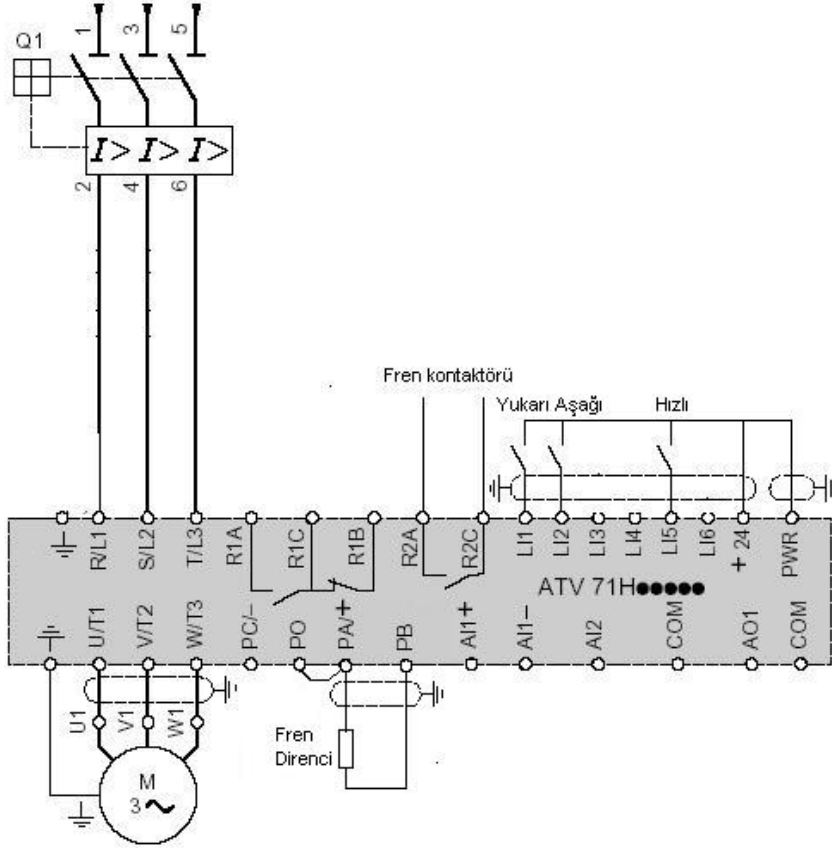 Q1
1 3 5
I> I> I>
2 4 6
Fren kontaktörü
Yukarı Aşağı Hızlı
R/L1 S/L2 T/L3 R1A R1C R1B R2A R2C LI1 LI2 LI3 LI4 LI5 LI6 +24 PWR
ATV 71H●●●●●
U/T1 V/T2 W/T3 PC/- PO PA/+ PB AI1+ AI1- AI2 COM AO1 COM
U1 V1 W1
Fren
Direnci
M
3~